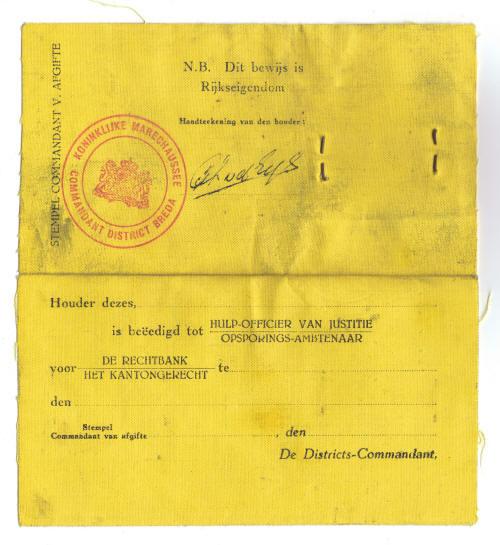 N.B. Dit bewijs is
Rijkseigendom
Handteekening van den houder:
STEMPEL COMMANDANT V. AFGIFTE
KONINKLIJKE MARECHAUSSEE
COMMANDANT DISTRICT BREDA
Houder dezes,
is beëedigd tot HULP-OFFICIER VAN JUSTITIE
OPSPORINGS-AMBTENAAR
voor DE RECHTBANK te
HET KANTONGERECHT
den
Stempel
Commandant van afgifte , den
De Districts-Commandant,